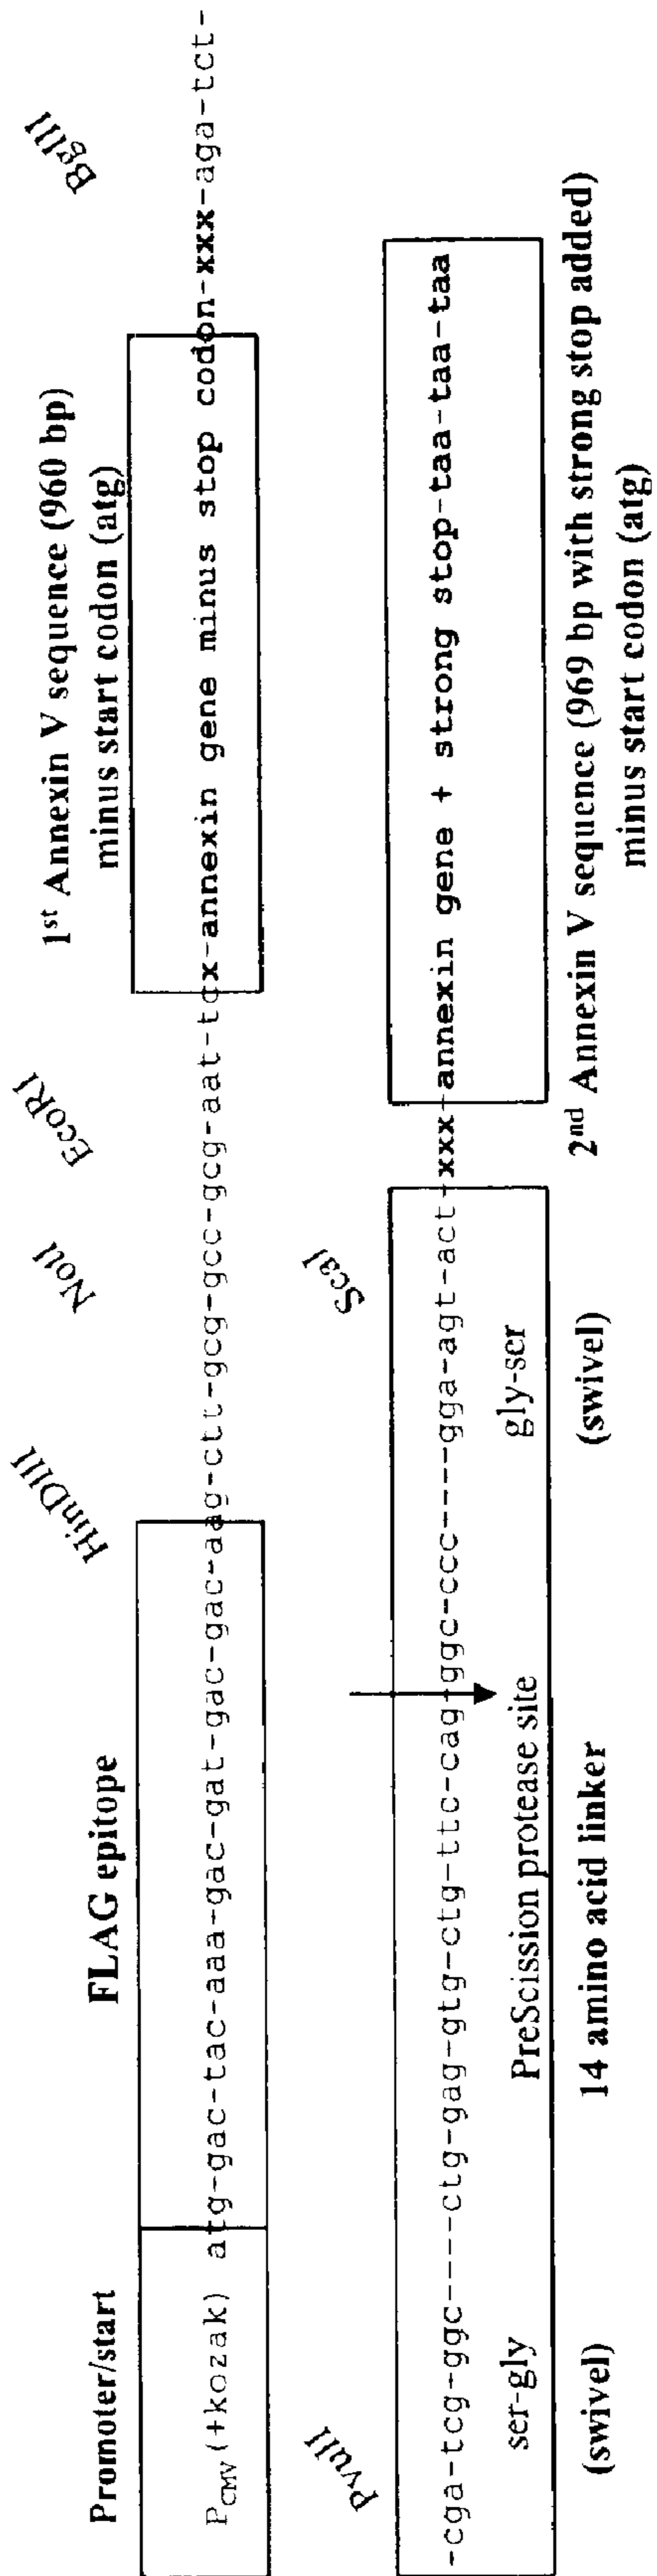 Promoter/start
FLAG epitope
HinDIII
NotI
EcoRI
1st Annexin V sequence (960 bp)
minus start codon (atg)
BglII
PCMV (+kozak) atg-gac-tac-aaa-gac-gat-gac-gac-aag-ctt-gcg-gcc-gcg-aat-tcx-annexin gene minus stop codon-xxx-aga-tct-
PvuII
ScaI
-cga-tcg-ggc----ctg-gag-gtg-ctg-ttc-cag-ggc-ccc----gga-agt-act-xxx-annexin gene + strong stop-taa-taa-taa
ser-gly
PreScission protease site
gly-ser
(swivel)
14 amino acid linker
(swivel)
2nd Annexin V sequence (969 bp with strong stop added)
minus start codon (atg)